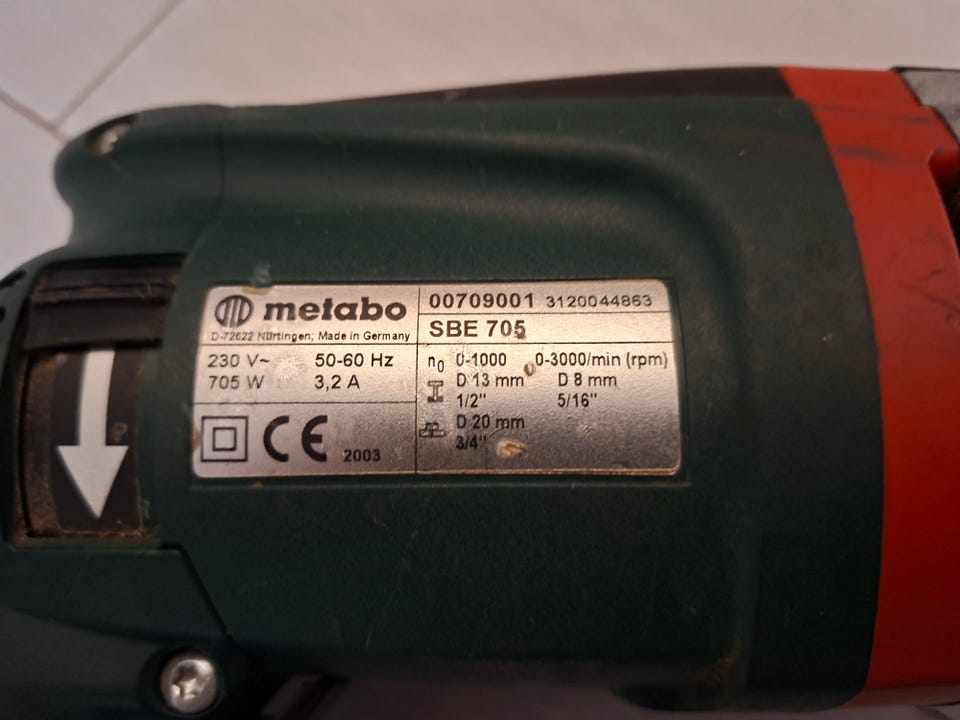 metabo
D-72622 Nürtingen, Made in Germany
00709001 3120044863
SBE 705
230 V~ 50-60 Hz
705 W 3,2 A
CE 2003
n0 0-1000 0-3000/min (rpm)
D 13 mm D 8 mm
1/2" 5/16"
D 20 mm
3/4"